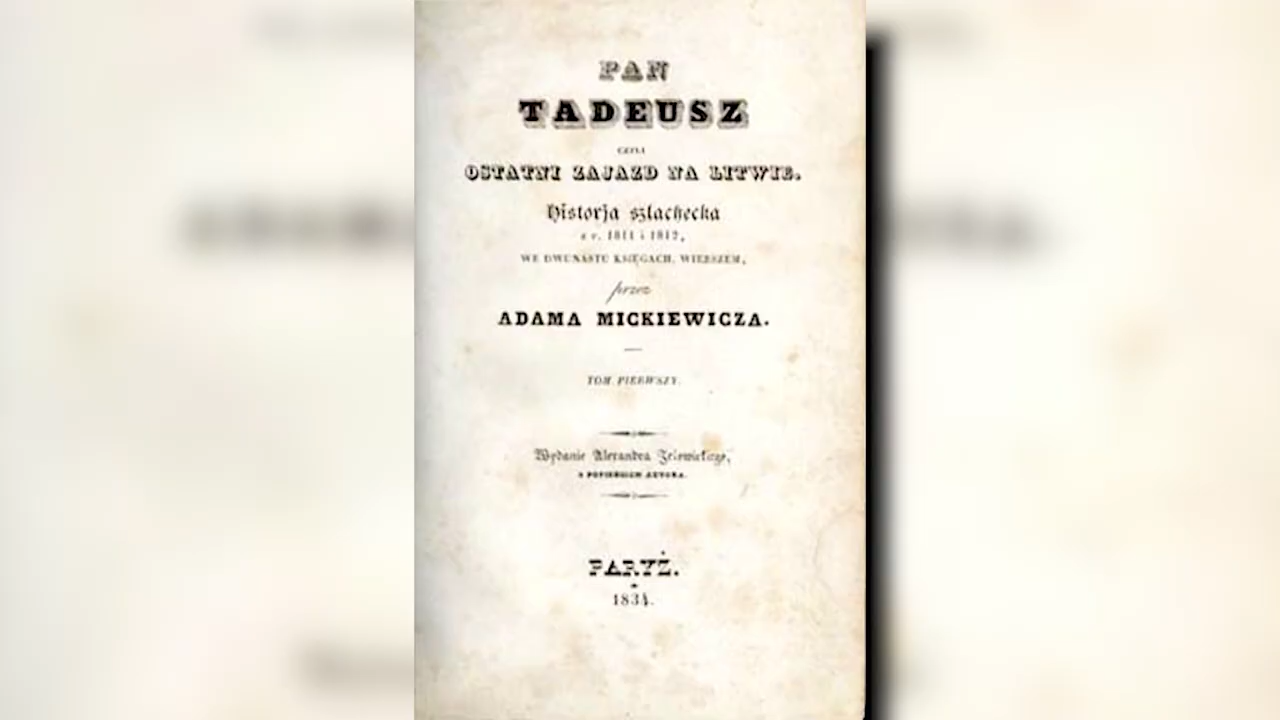 PAN
TADEUSZ
CZYLI
OSTATNI ZAJAZD NA LITWIE.
Historja szlachecka
z r. 1811 i 1812,
WE DWUNASTU KSIĘGACH, WIERSZEM,
przez
ADAMA MICKIEWICZA.
TOM PIERWSZY.
Wydanie Alexandra Jełowickiego,
Z POPIERSIEM AUTORA.
PARYŻ.
1834.